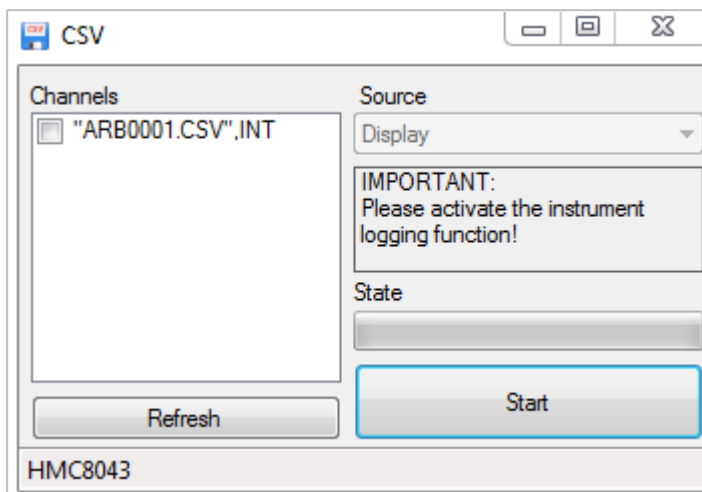 CSV
Channels
"ARB0001.CSV",INT
Refresh
Source
Display
IMPORTANT:
Please activate the instrument
logging function!
State
Start
HMC8043